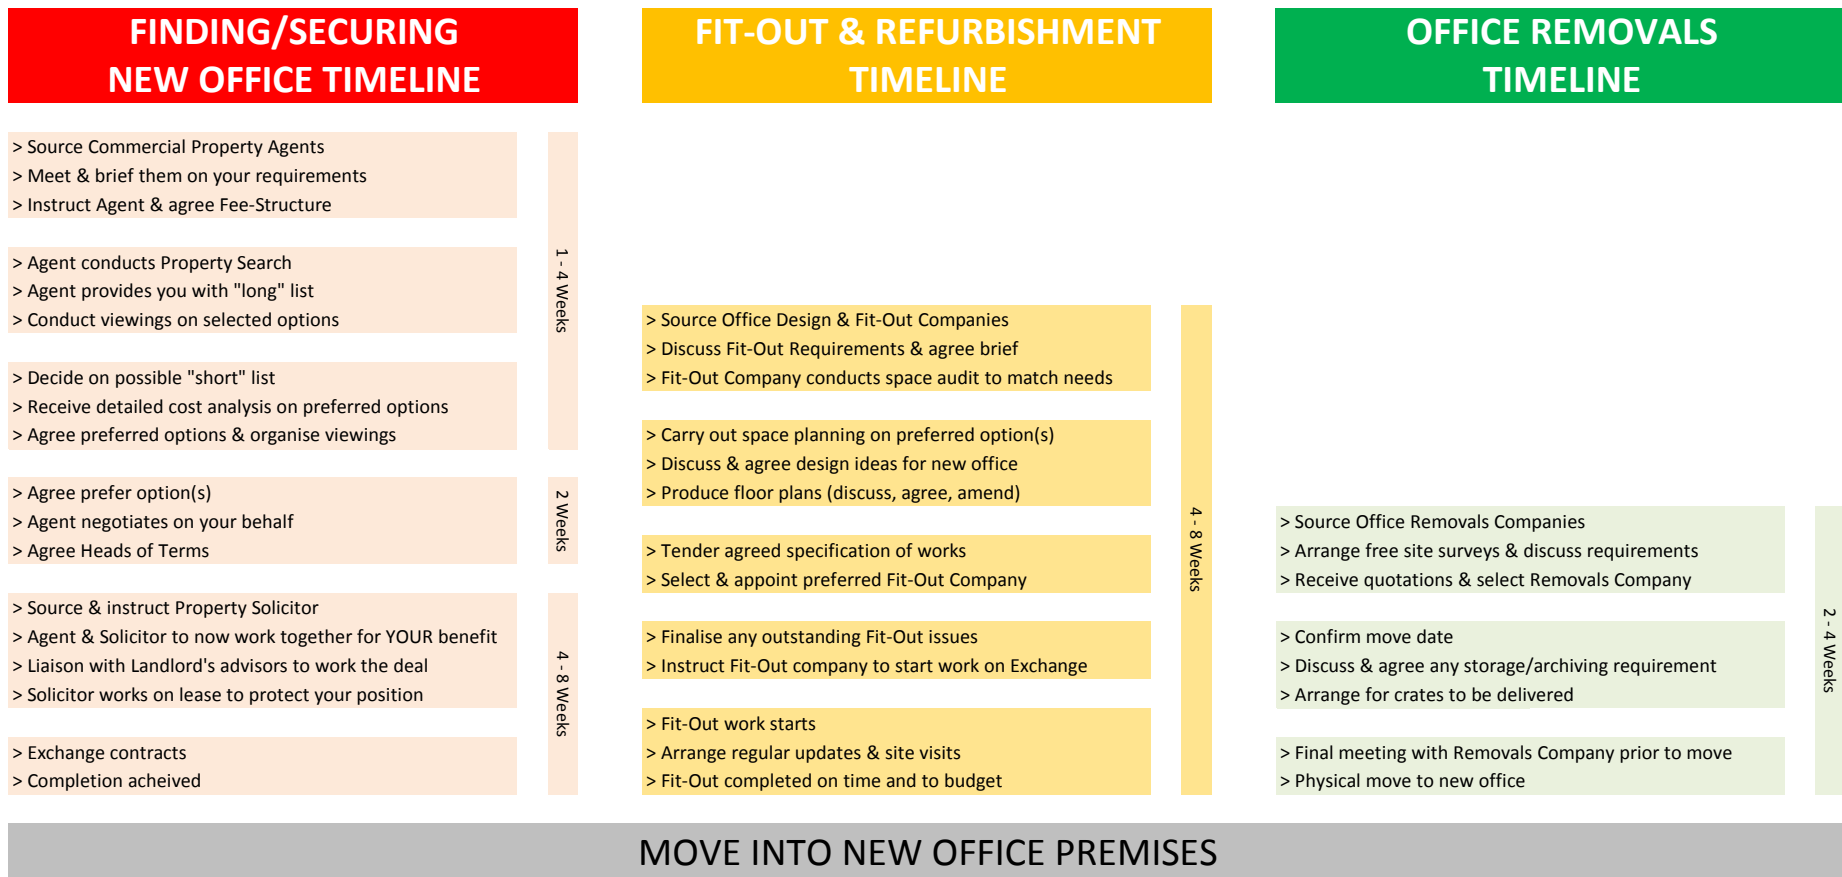 FINDING/SECURING
NEW OFFICE TIMELINE
> Source Commercial Property Agents
> Meet & brief them on your requirements
> Instruct Agent & agree Fee-Structure
> Agent conducts Property Search
> Agent provides you with "long" list
> Conduct viewings on selected options
> Decide on possible "short" list
> Receive detailed cost analysis on preferred options
> Agree preferred options & organise viewings
1 - 4 Weeks
> Agree prefer option(s)
> Agent negotiates on your behalf
> Agree Heads of Terms
2 Weeks
> Source & instruct Property Solicitor
> Agent & Solicitor to now work together for YOUR benefit
> Liaison with Landlord's advisors to work the deal
> Solicitor works on lease to protect your position
> Exchange contracts
> Completion acheived
4 - 8 Weeks
FIT-OUT & REFURBISHMENT
TIMELINE
> Source Office Design & Fit-Out Companies
> Discuss Fit-Out Requirements & agree brief
> Fit-Out Company conducts space audit to match needs
> Carry out space planning on preferred option(s)
> Discuss & agree design ideas for new office
> Produce floor plans (discuss, agree, amend)
> Tender agreed specification of works
> Select & appoint preferred Fit-Out Company
> Finalise any outstanding Fit-Out issues
> Instruct Fit-Out company to start work on Exchange
> Fit-Out work starts
> Arrange regular updates & site visits
> Fit-Out completed on time and to budget
4 - 8 Weeks
OFFICE REMOVALS
TIMELINE
> Source Office Removals Companies
> Arrange free site surveys & discuss requirements
> Receive quotations & select Removals Company
> Confirm move date
> Discuss & agree any storage/archiving requirement
> Arrange for crates to be delivered
> Final meeting with Removals Company prior to move
> Physical move to new office
2 - 4 Weeks
MOVE INTO NEW OFFICE PREMISES